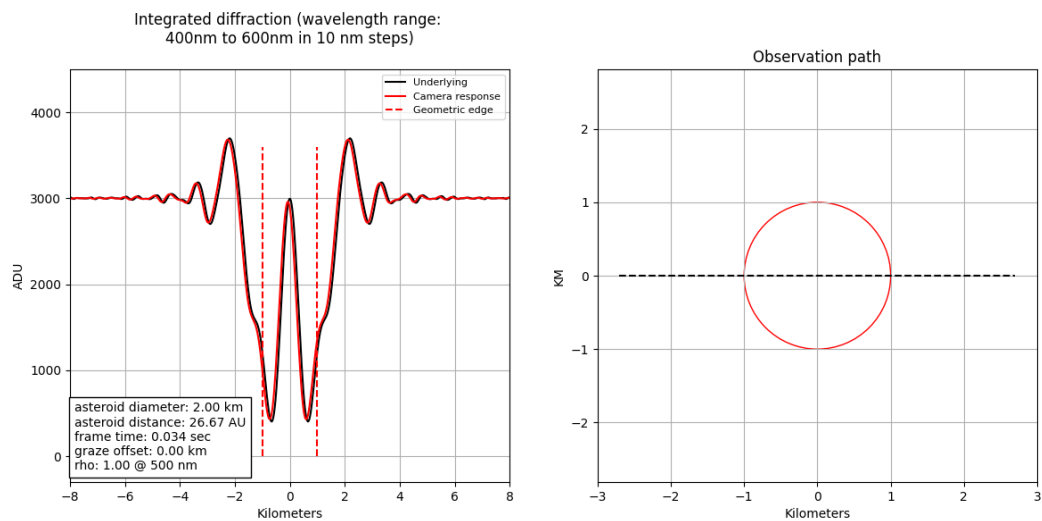 Integrated diffraction (wavelength range:
400nm to 600nm in 10 nm steps)
Underlying
Camera response
Geometric edge
ADU
4000
3000
2000
1000
0
asteroid diameter: 2.00 km
asteroid distance: 26.67 AU
frame time: 0.034 sec
graze offset: 0.00 km
rho: 1.00 @ 500 nm
−8 −6 −4 −2 0 2 4 6 8
Kilometers
Observation path
KM
2
1
0
−1
−2
−3 −2 −1 0 1 2 3
Kilometers